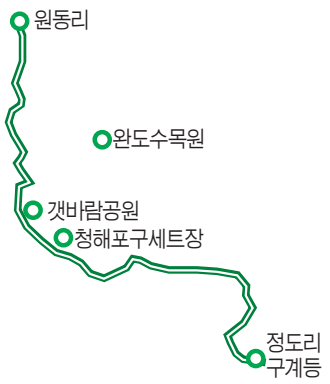 원동리
완도수목원
갯바람공원
청해포구세트장
정도리
구계등